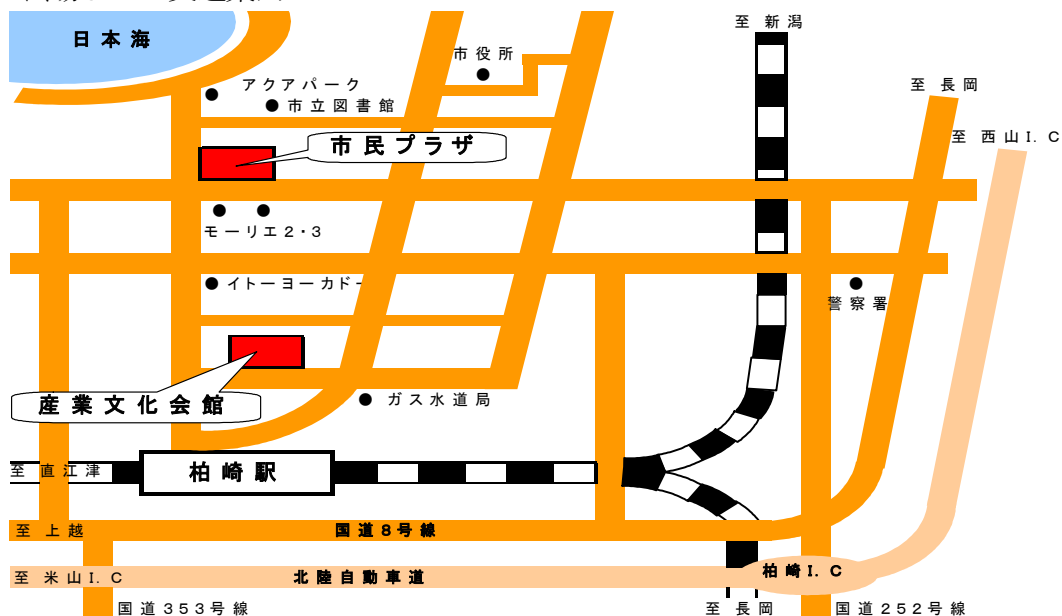 至 新潟
日本海
市役所
アクアパーク
市立図書館
至 長岡
至 西山I.C
市民プラザ
モーリエ2・3
イトーヨーカドー
警察署
産業文化会館
ガス水道局
至 直江津
柏崎駅
至 上越
国道8号線
至 米山I.C
北陸自動車道
柏崎I.C
国道353号線
至 長岡
国道252号線